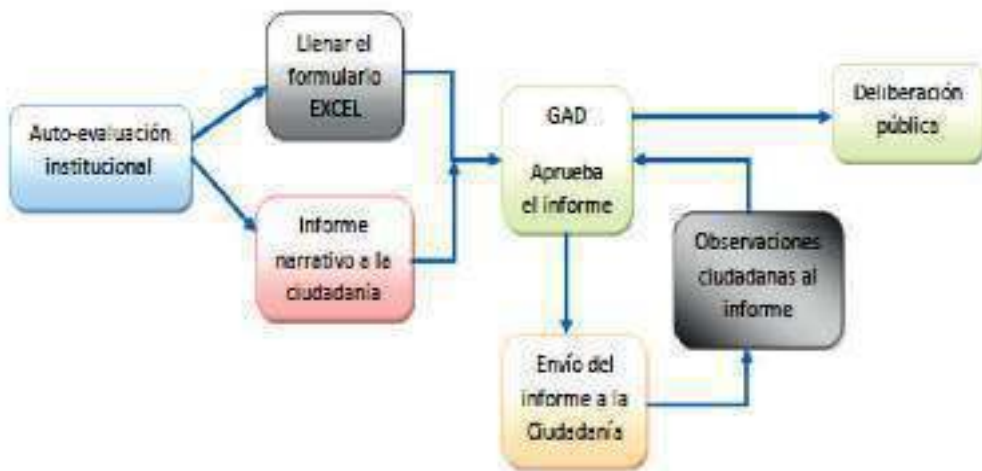 Llenar el
formulario
EXCEL
Auto-evaluación
institucional
Informe
narrativo a la
ciudadanía
GAD
Aprueba
el informe
Deliberación
pública
Observaciones
ciudadanas al
informe
Envío del
informe a la
Ciudadanía